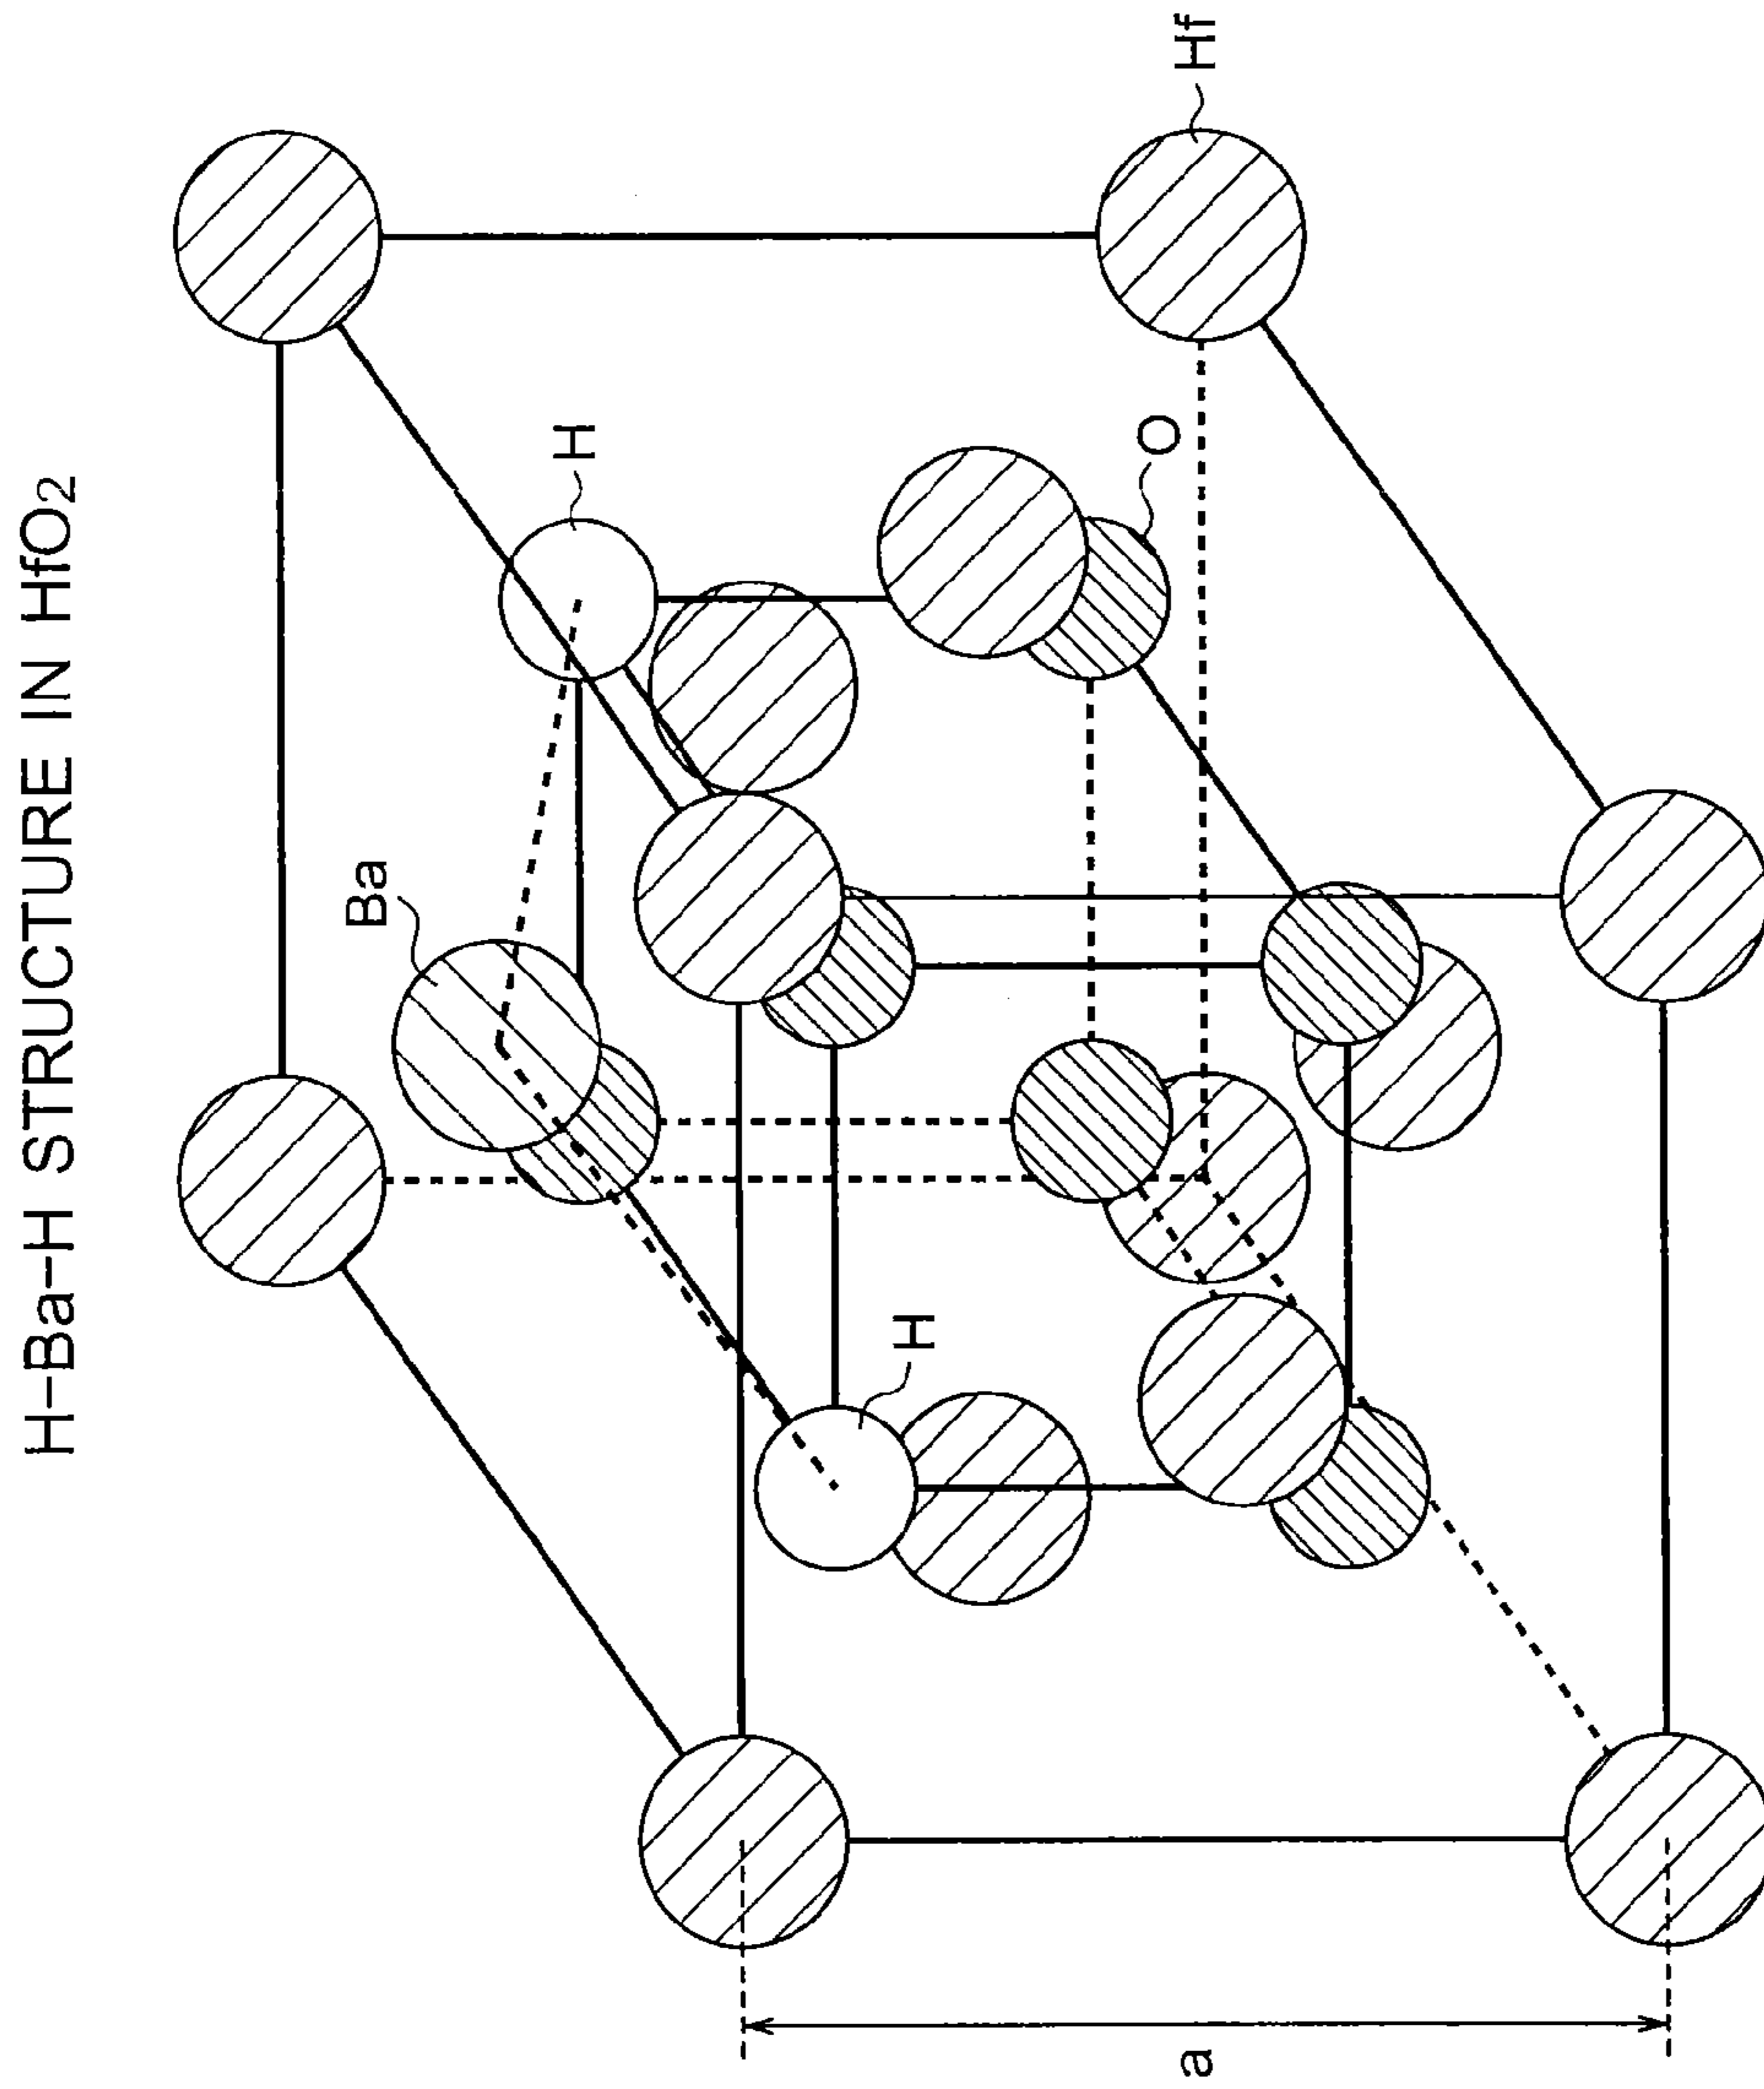 H-Ba-H STRUCTURE IN HfO₂
Ba
H
H
O
Hf
a